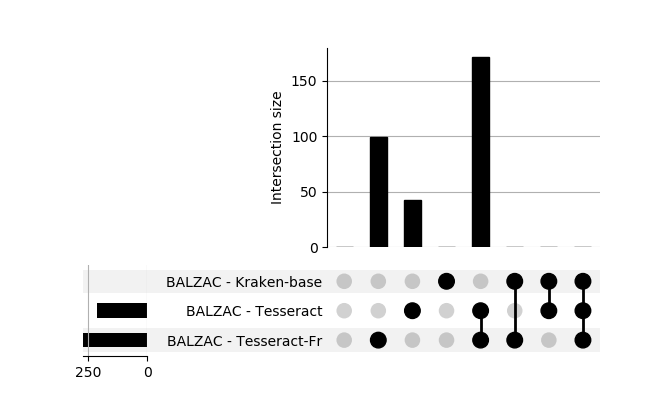 150
100
50
0
Intersection size
BALZAC - Kraken-base
BALZAC - Tesseract
BALZAC - Tesseract-Fr
250 0